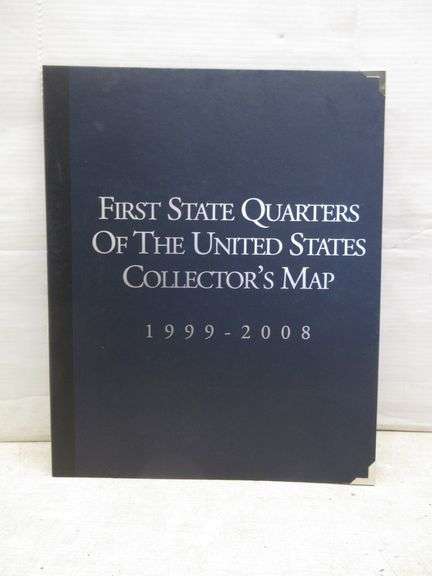 First State Quarters
Of The United States
Collector's Map
1999-2008